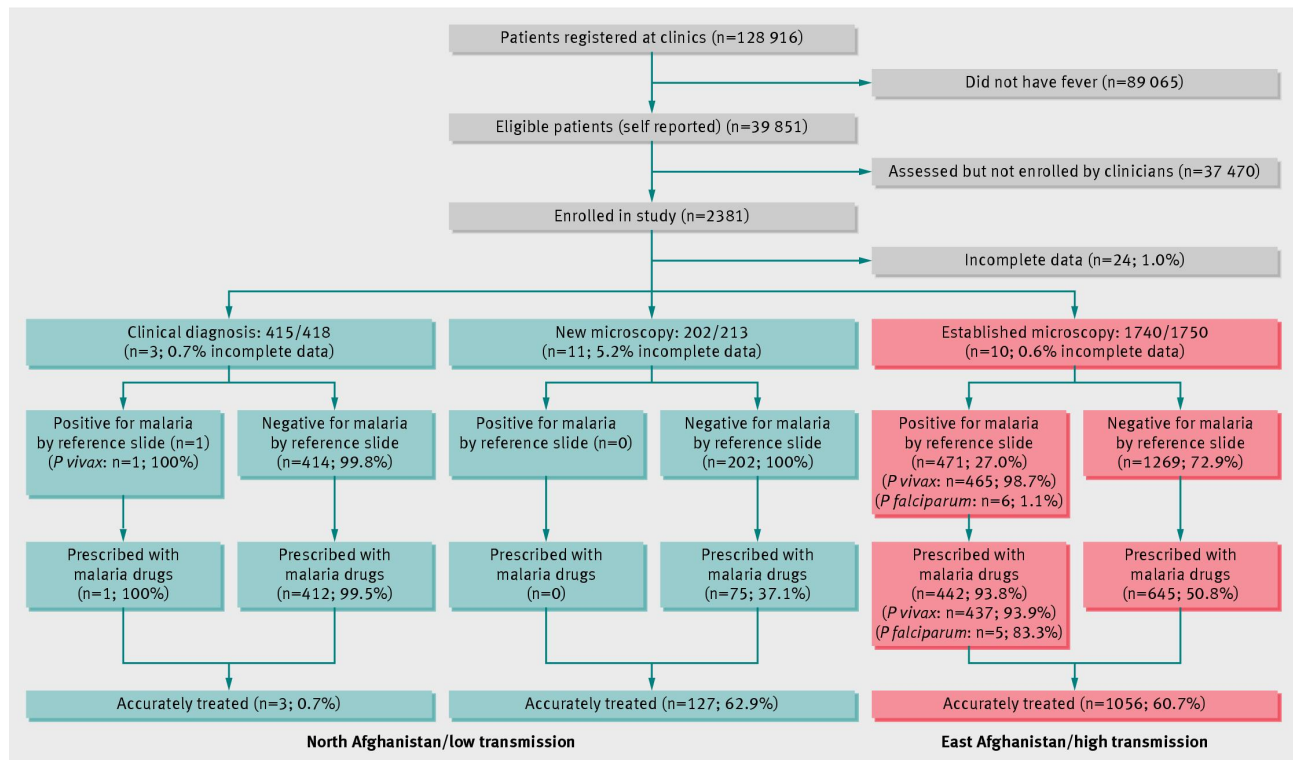 Patients registered at clinics (n=128 916)
Did not have fever (n=89 065)
Eligible patients (self reported) (n=39 851)
Assessed but not enrolled by clinicians (n=37 470)
Enrolled in study (n=2381)
Incomplete data (n=24; 1.0%)
Clinical diagnosis: 415/418
(n=3; 0.7% incomplete data)
New microscopy: 202/213
(n=11; 5.2% incomplete data)
Established microscopy: 1740/1750
(n=10; 0.6% incomplete data)
Positive for malaria
by reference slide (n=1)
(P vivax: n=1; 100%)
Negative for malaria
by reference slide
(n=414; 99.8%)
Positive for malaria
by reference slide (n=0)
Negative for malaria
by reference slide
(n=202; 100%)
Positive for malaria
by reference slide
(n=471; 27.0%)
(P vivax: n=465; 98.7%)
(P falciparum: n=6; 1.1%)
Negative for malaria
by reference slide
(n=1269; 72.9%)
Prescribed with
malaria drugs
(n=1; 100%)
Prescribed with
malaria drugs
(n=412; 99.5%)
Prescribed with
malaria drugs
(n=0)
Prescribed with
malaria drugs
(n=75; 37.1%)
Prescribed with
malaria drugs
(n=442; 93.8%)
(P vivax: n=437; 93.9%)
(P falciparum: n=5; 83.3%)
Prescribed with
malaria drugs
(n=645; 50.8%)
Accurately treated (n=3; 0.7%)
Accurately treated (n=127; 62.9%)
Accurately treated (n=1056; 60.7%)
North Afghanistan/low transmission
East Afghanistan/high transmission